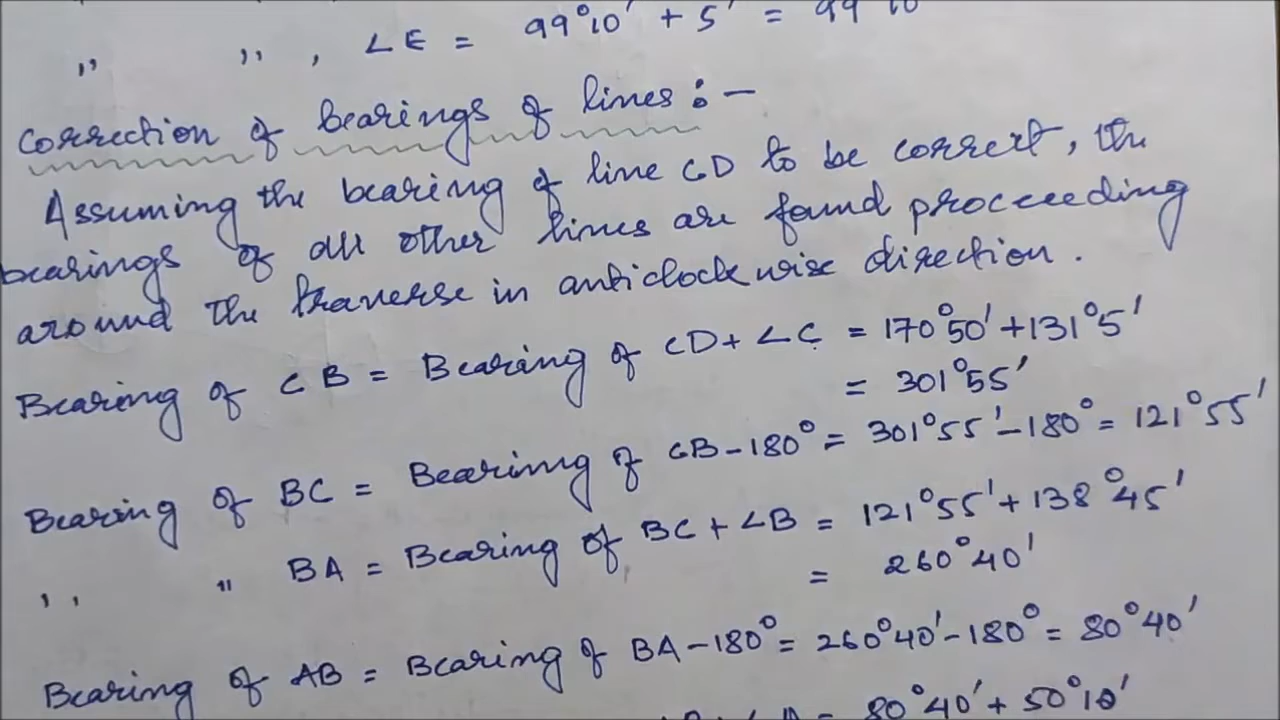 ,, ,, , ∠E = 99°10' + 5' =
Correction of bearings of lines :-
Assuming the bearing of line CD to be correct, the
bearings of all other lines are found proceeding
around the traverse in anticlockwise direction.
Bearing of CB = Bearing of CD + ∠C = 170°50' + 131°5'
= 301°55'
Bearing of BC = Bearing of CB - 180° = 301°55' - 180° = 121°55'
,, " BA = Bearing of BC + ∠B = 121°55' + 138°45'
= 260°40'
Bearing of AB = Bearing of BA - 180° = 260°40' - 180° = 80°40'
= 80°40' + 50°10'